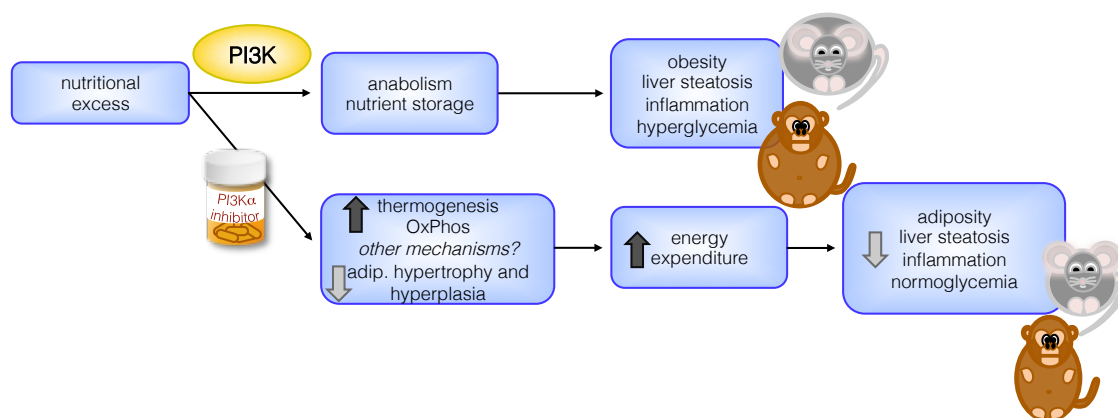 PI3K
nutritional
excess
anabolism
nutrient storage
obesity
liver steatosis
inflammation
hyperglycemia
PI3Kα
inhibitor
thermogenesis
OxPhos
other mechanisms?
adip. hypertrophy and
hyperplasia
energy
expenditure
adiposity
liver steatosis
inflammation
normoglycemia